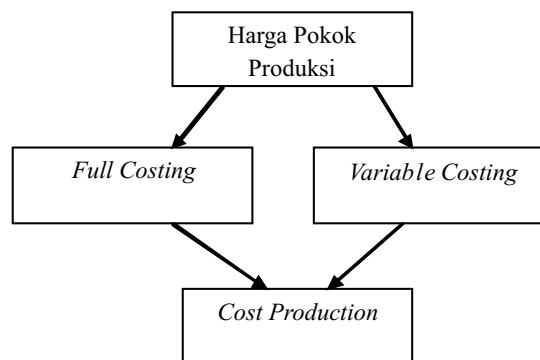 Harga Pokok
Produksi
Full Costing
Variable Costing
Cost Production